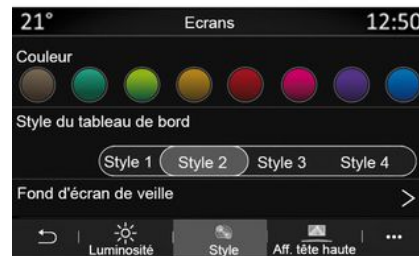 21° Ecrans 12:50
Couleur
Style du tableau de bord
Style 1 Style 2 Style 3 Style 4
Fond d'écran de veille >
Luminosité Style Aff. tête haute ...